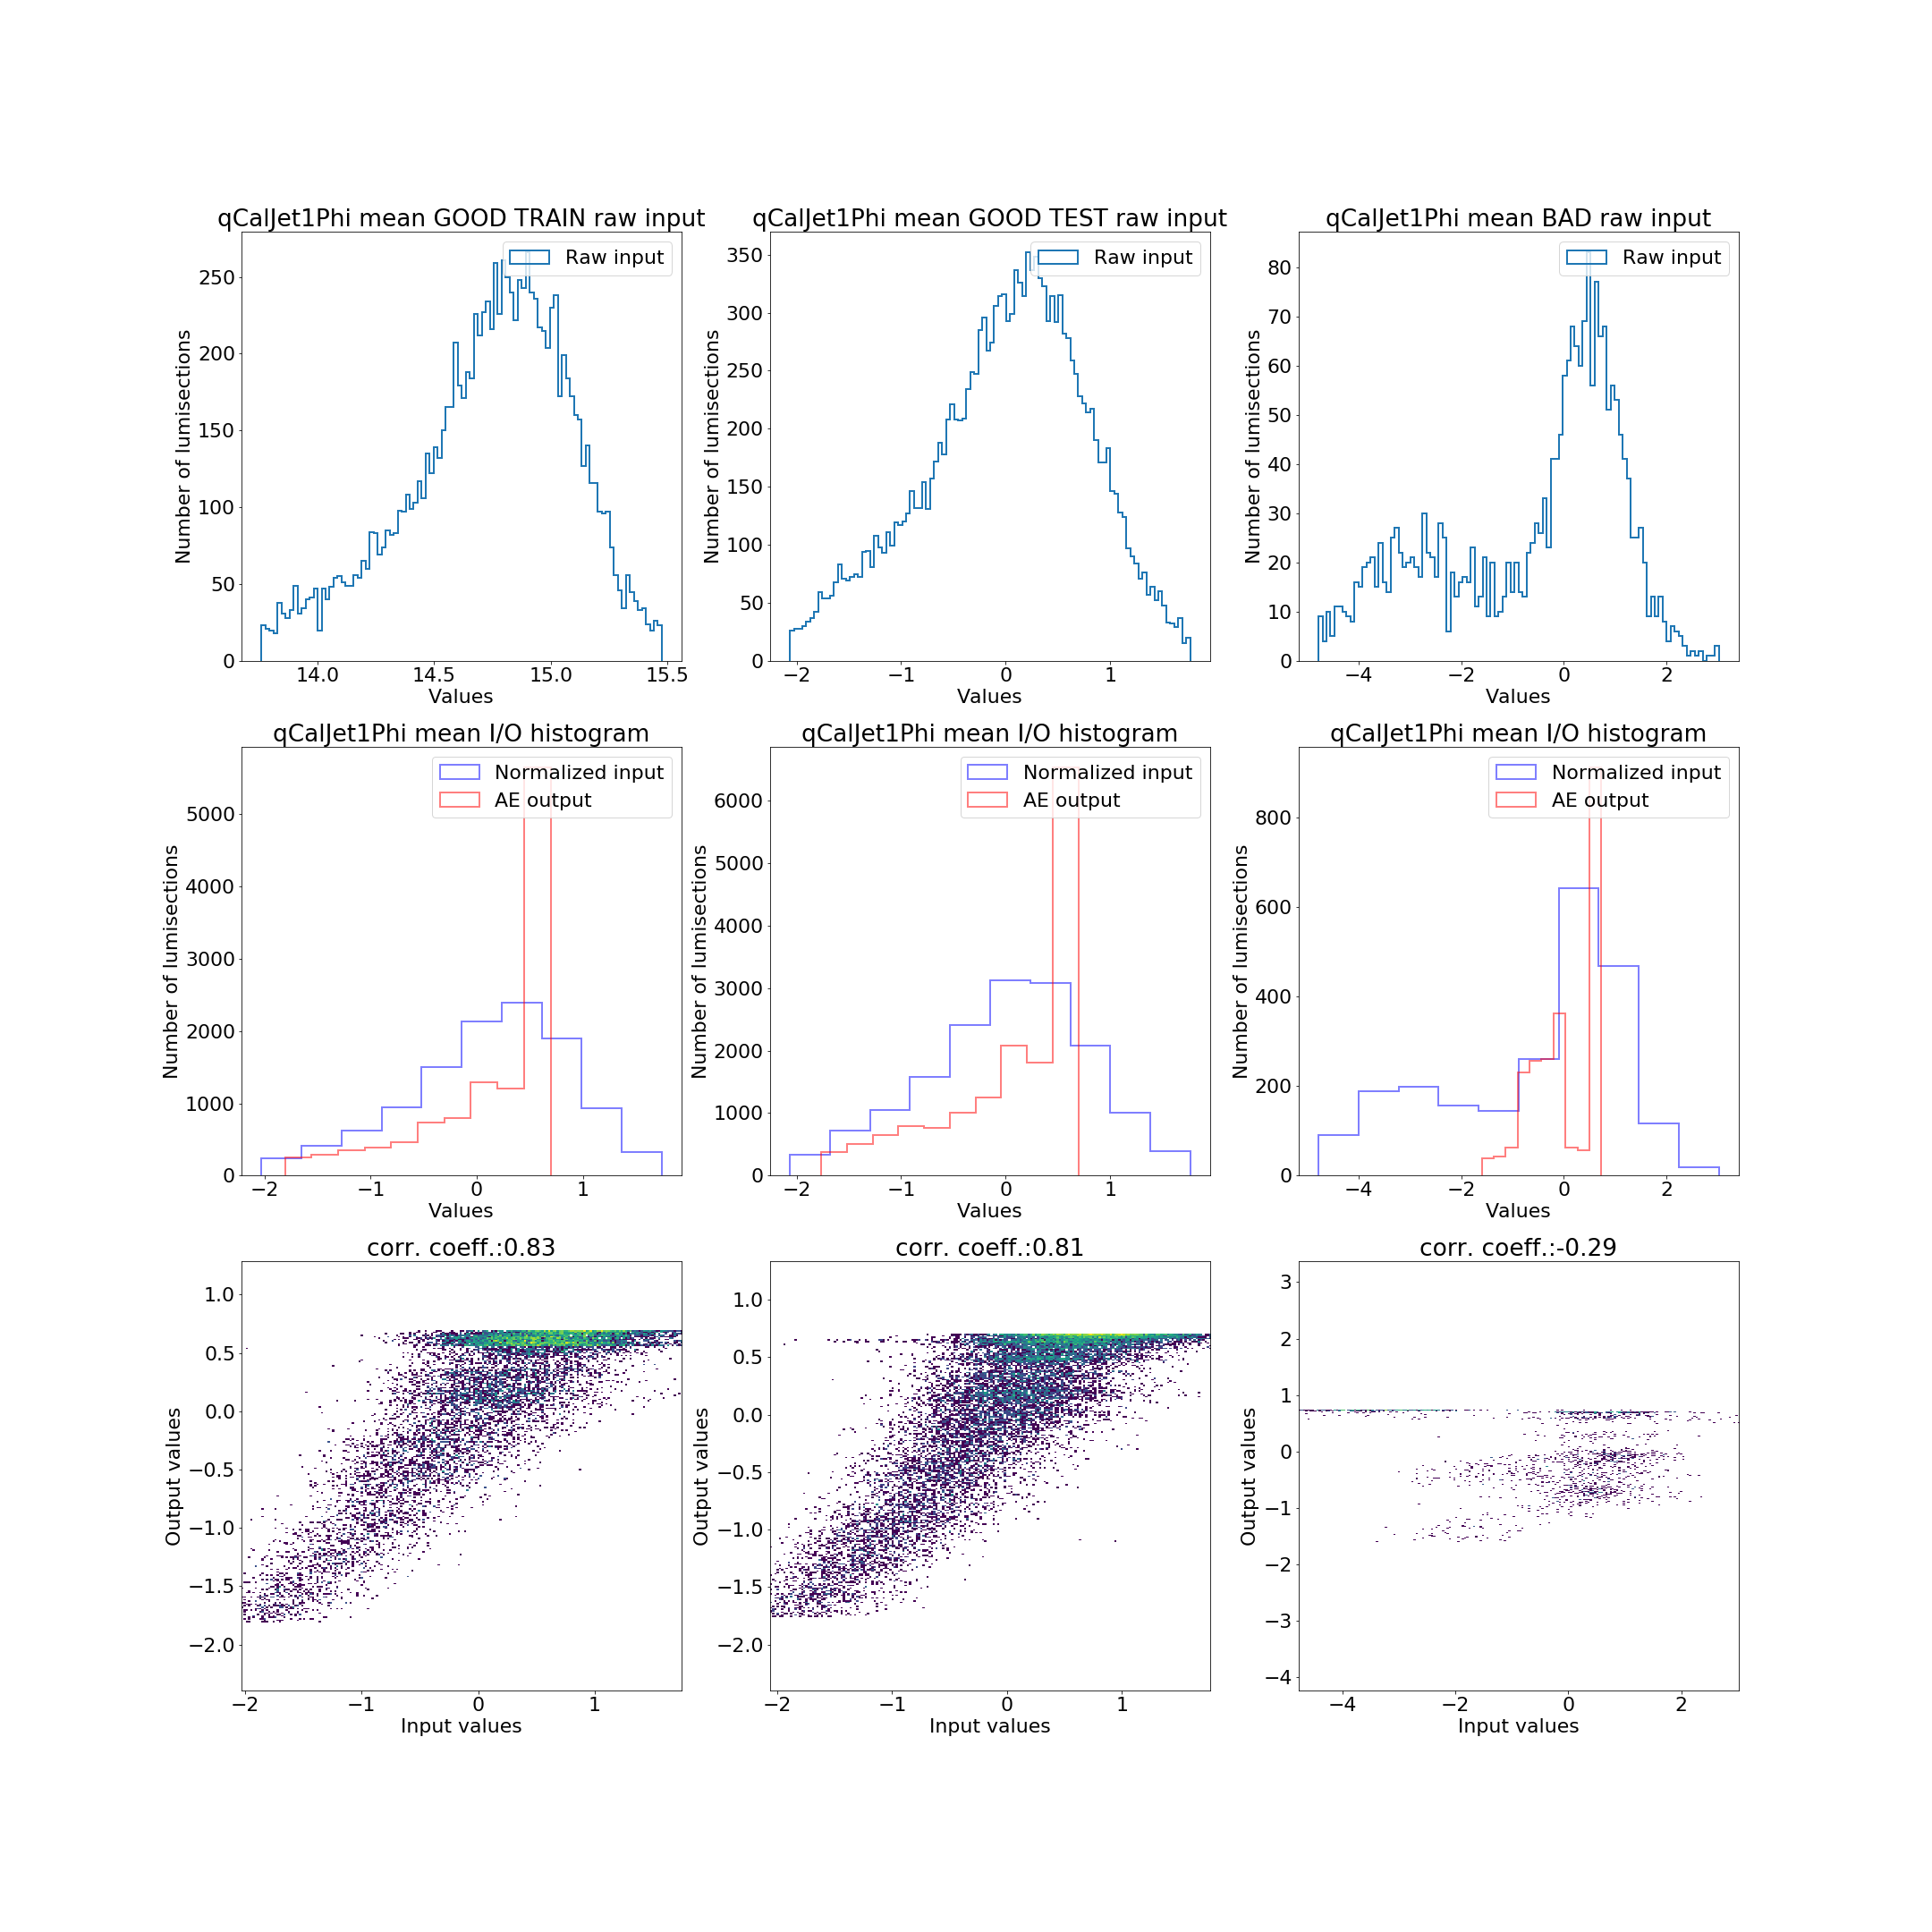 qCalJet1Phi mean GOOD TRAIN raw input
Raw input
250
200
150
100
50
0
14.0 14.5 15.0 15.5
Number of lumisections
Values
qCalJet1Phi mean GOOD TEST raw input
Raw input
350
300
250
200
150
100
50
0
−2 −1 0 1
Number of lumisections
Values
qCalJet1Phi mean BAD raw input
Raw input
80
70
60
50
40
30
20
10
0
−4 −2 0 2
Number of lumisections
Values
qCalJet1Phi mean I/O histogram
Normalized input
AE output
5000
4000
3000
2000
1000
0
−2 −1 0 1
Number of lumisections
Values
qCalJet1Phi mean I/O histogram
Normalized input
AE output
6000
5000
4000
3000
2000
1000
0
−2 −1 0 1
Number of lumisections
Values
qCalJet1Phi mean I/O histogram
Normalized input
AE output
800
600
400
200
0
−4 −2 0 2
Number of lumisections
Values
corr. coeff.:0.83
1.0
0.5
0.0
−0.5
−1.0
−1.5
−2.0
−2 −1 0 1
Output values
Input values
corr. coeff.:0.81
1.0
0.5
0.0
−0.5
−1.0
−1.5
−2.0
−2 −1 0 1
Output values
Input values
corr. coeff.:-0.29
3
2
1
0
−1
−2
−3
−4
−4 −2 0 2
Output values
Input values